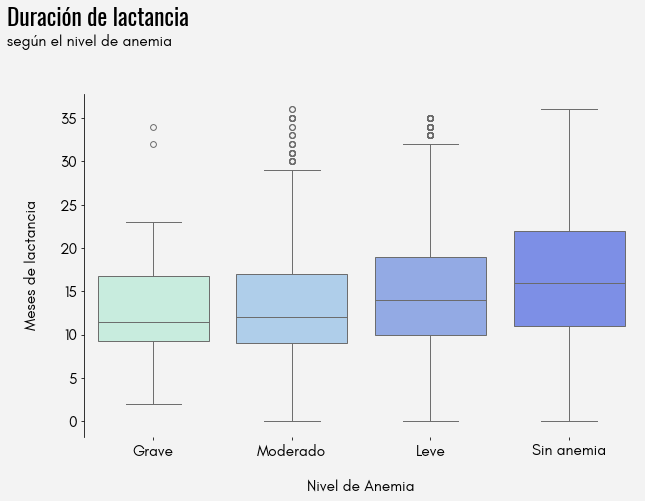 Duración de lactancia
según el nivel de anemia
Meses de lactancia
35
30
25
20
15
10
5
0
Grave Moderado Leve Sin anemia
Nivel de Anemia